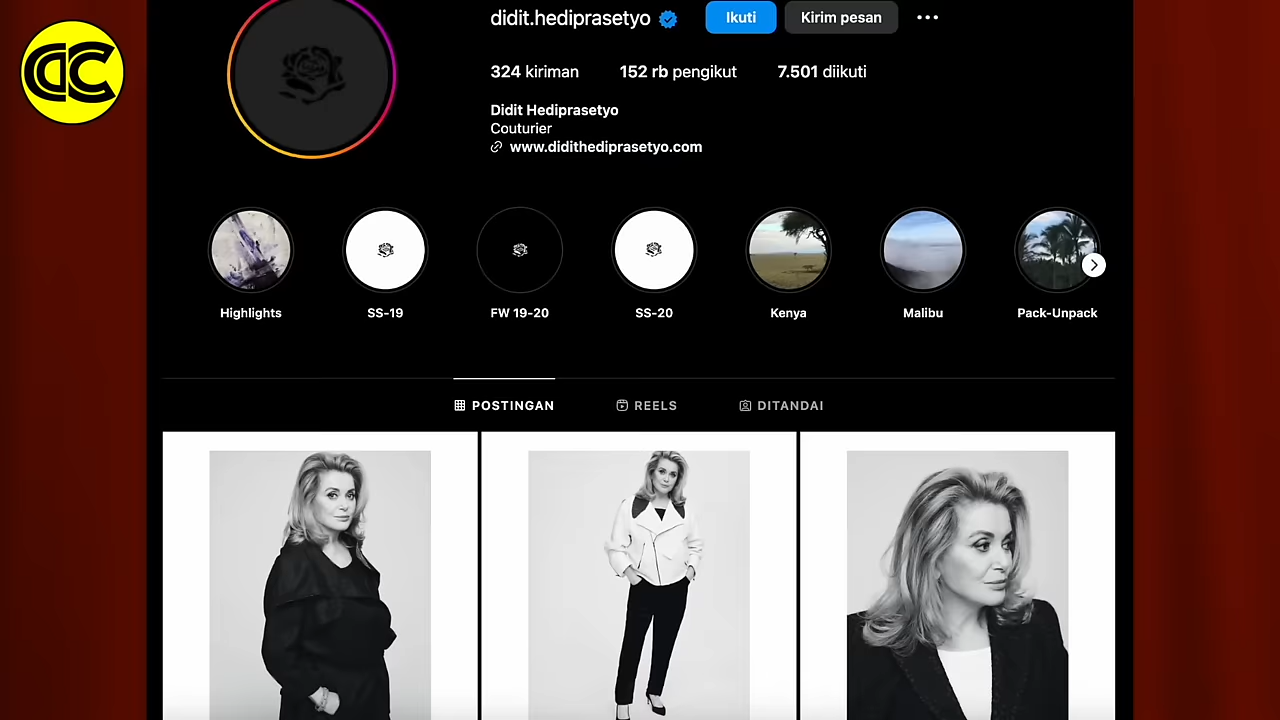 didit.hediprasetyo
Ikuti
Kirim pesan
324 kiriman
152 rb pengikut
7.501 diikuti
Didit Hediprasetyo
Couturier
www.didithediprasetyo.com
Highlights
SS-19
FW 19-20
SS-20
Kenya
Malibu
Pack-Unpack
POSTINGAN
REELS
DITANDAI